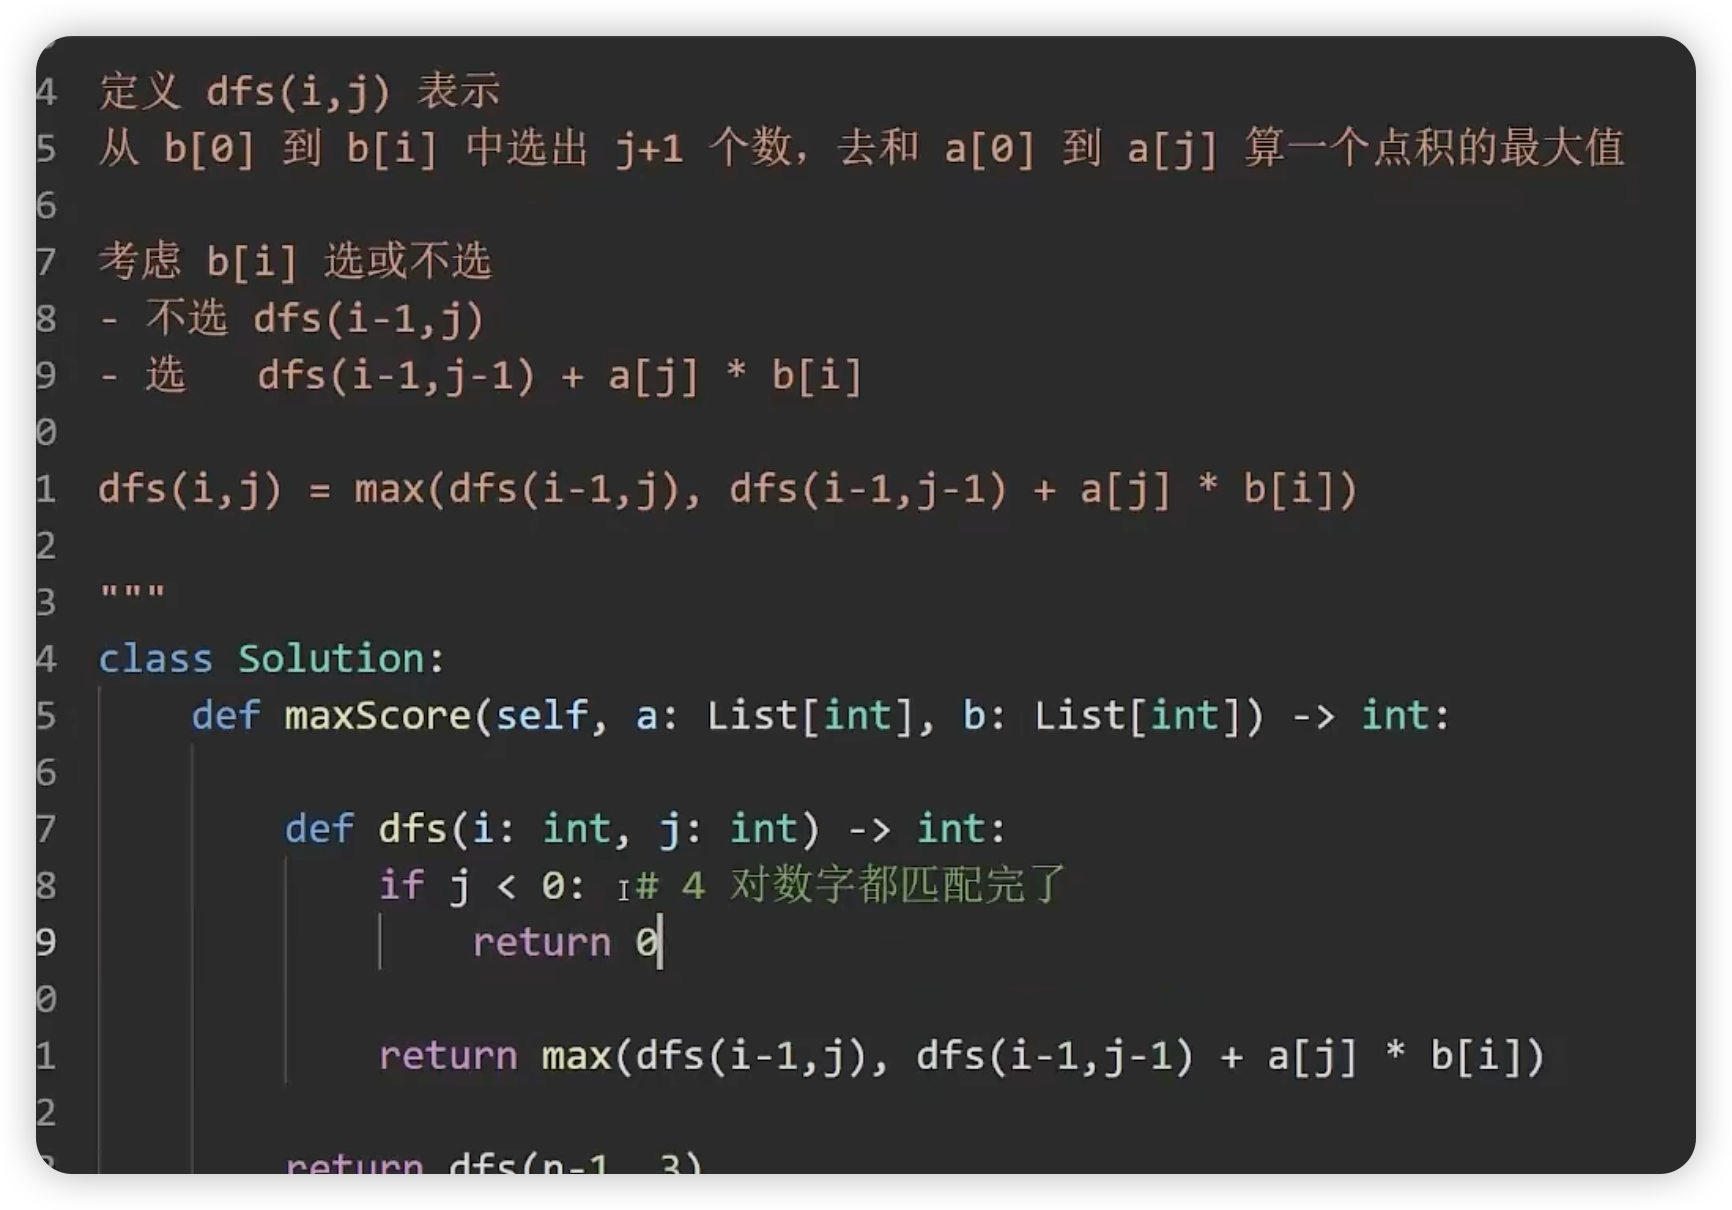 4 定义 dfs(i,j) 表示
5 从 b[0] 到 b[i] 中选出 j+1 个数，去和 a[0] 到 a[j] 算一个点积的最大值
6
7 考虑 b[i] 选或不选
8 - 不选 dfs(i-1,j)
9 - 选   dfs(i-1,j-1) + a[j] * b[i]
0
1 dfs(i,j) = max(dfs(i-1,j), dfs(i-1,j-1) + a[j] * b[i])
2
3 """
4 class Solution:
5     def maxScore(self, a: List[int], b: List[int]) -> int:
6
7         def dfs(i: int, j: int) -> int:
8             if j < 0:  # 4 对数字都匹配完了
9                 return 0
0
1             return max(dfs(i-1,j), dfs(i-1,j-1) + a[j] * b[i])
2
        return dfs(n-1, 3)